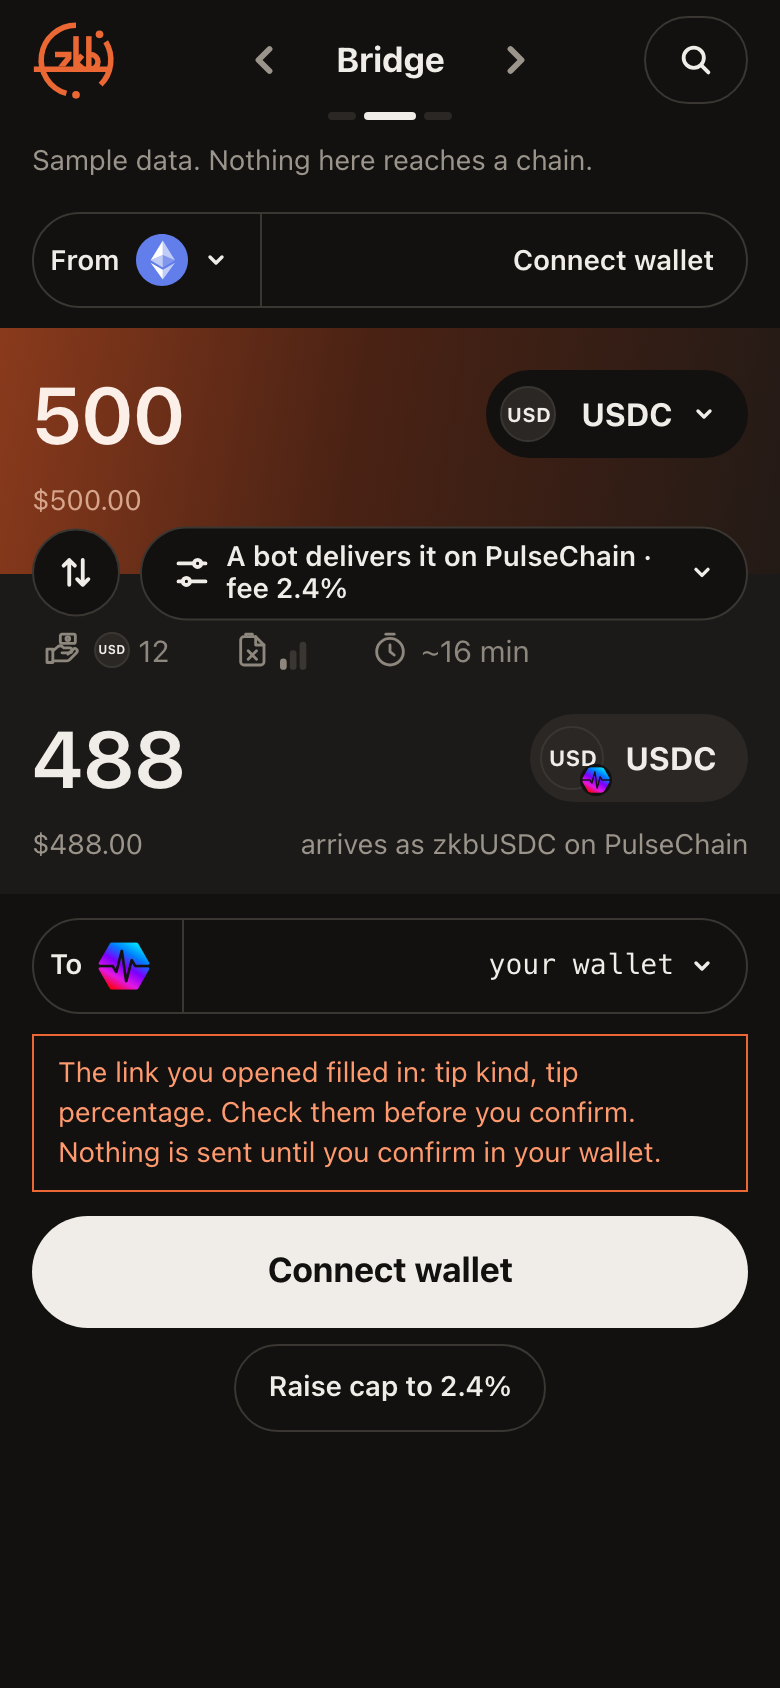 zkb
Bridge
Sample data. Nothing here reaches a chain.
From
Connect wallet
500
USD USDC
$500.00
A bot delivers it on PulseChain ·
fee 2.4%
USD 12
~16 min
488
USD USDC
$488.00
arrives as zkbUSDC on PulseChain
To
your wallet
The link you opened filled in: tip kind, tip
percentage. Check them before you confirm.
Nothing is sent until you confirm in your wallet.
Connect wallet
Raise cap to 2.4%